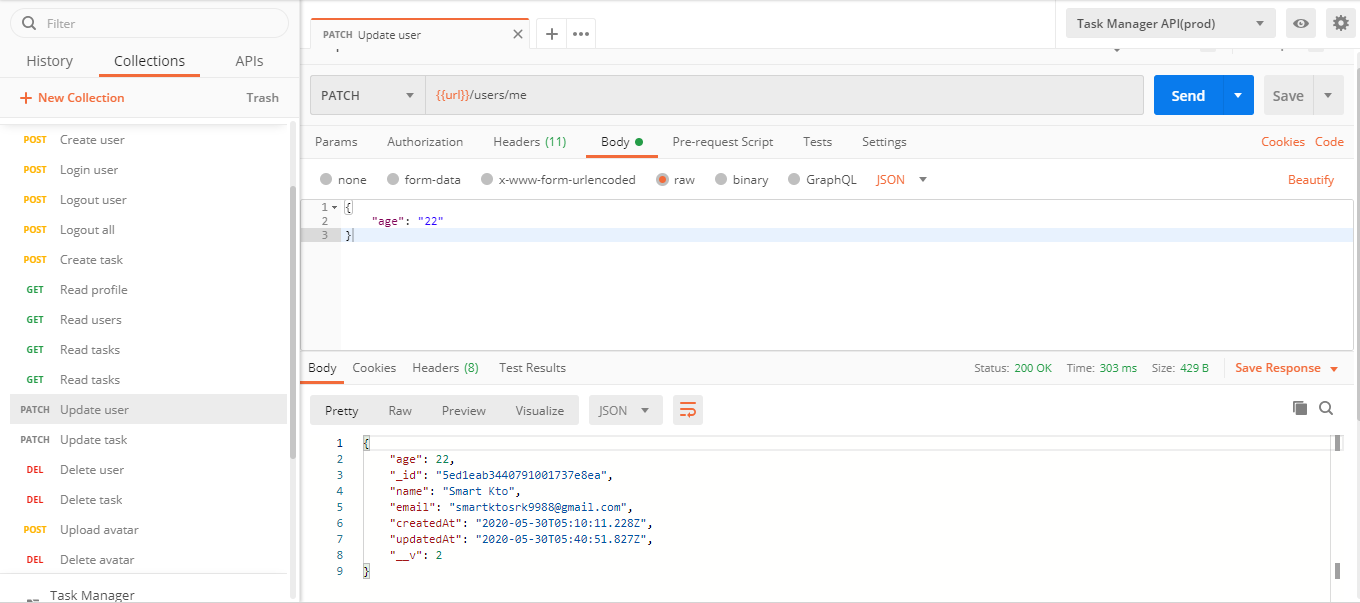 Filter
History Collections APIs
+ New Collection Trash
POST Create user
POST Login user
POST Logout user
POST Logout all
POST Create task
GET Read profile
GET Read users
GET Read tasks
GET Read tasks
PATCH Update user
PATCH Update task
DEL Delete user
DEL Delete task
POST Upload avatar
DEL Delete avatar
Task Manager
PATCH Update user
Task Manager API(prod)
PATCH {{url}}/users/me Send Save
Params Authorization Headers (11) Body Pre-request Script Tests Settings Cookies Code
none form-data x-www-form-urlencoded raw binary GraphQL JSON Beautify
1 {
2 "age": "22"
3 }
Body Cookies Headers (8) Test Results Status: 200 OK Time: 303 ms Size: 429 B Save Response
Pretty Raw Preview Visualize JSON
1 {
2 "age": 22,
3 "_id": "5ed1eab3440791001737e8ea",
4 "name": "Smart Kto",
5 "email": "smartktosrk9988@gmail.com",
6 "createdAt": "2020-05-30T05:10:11.228Z",
7 "updatedAt": "2020-05-30T05:40:51.827Z",
8 "__v": 2
9 }